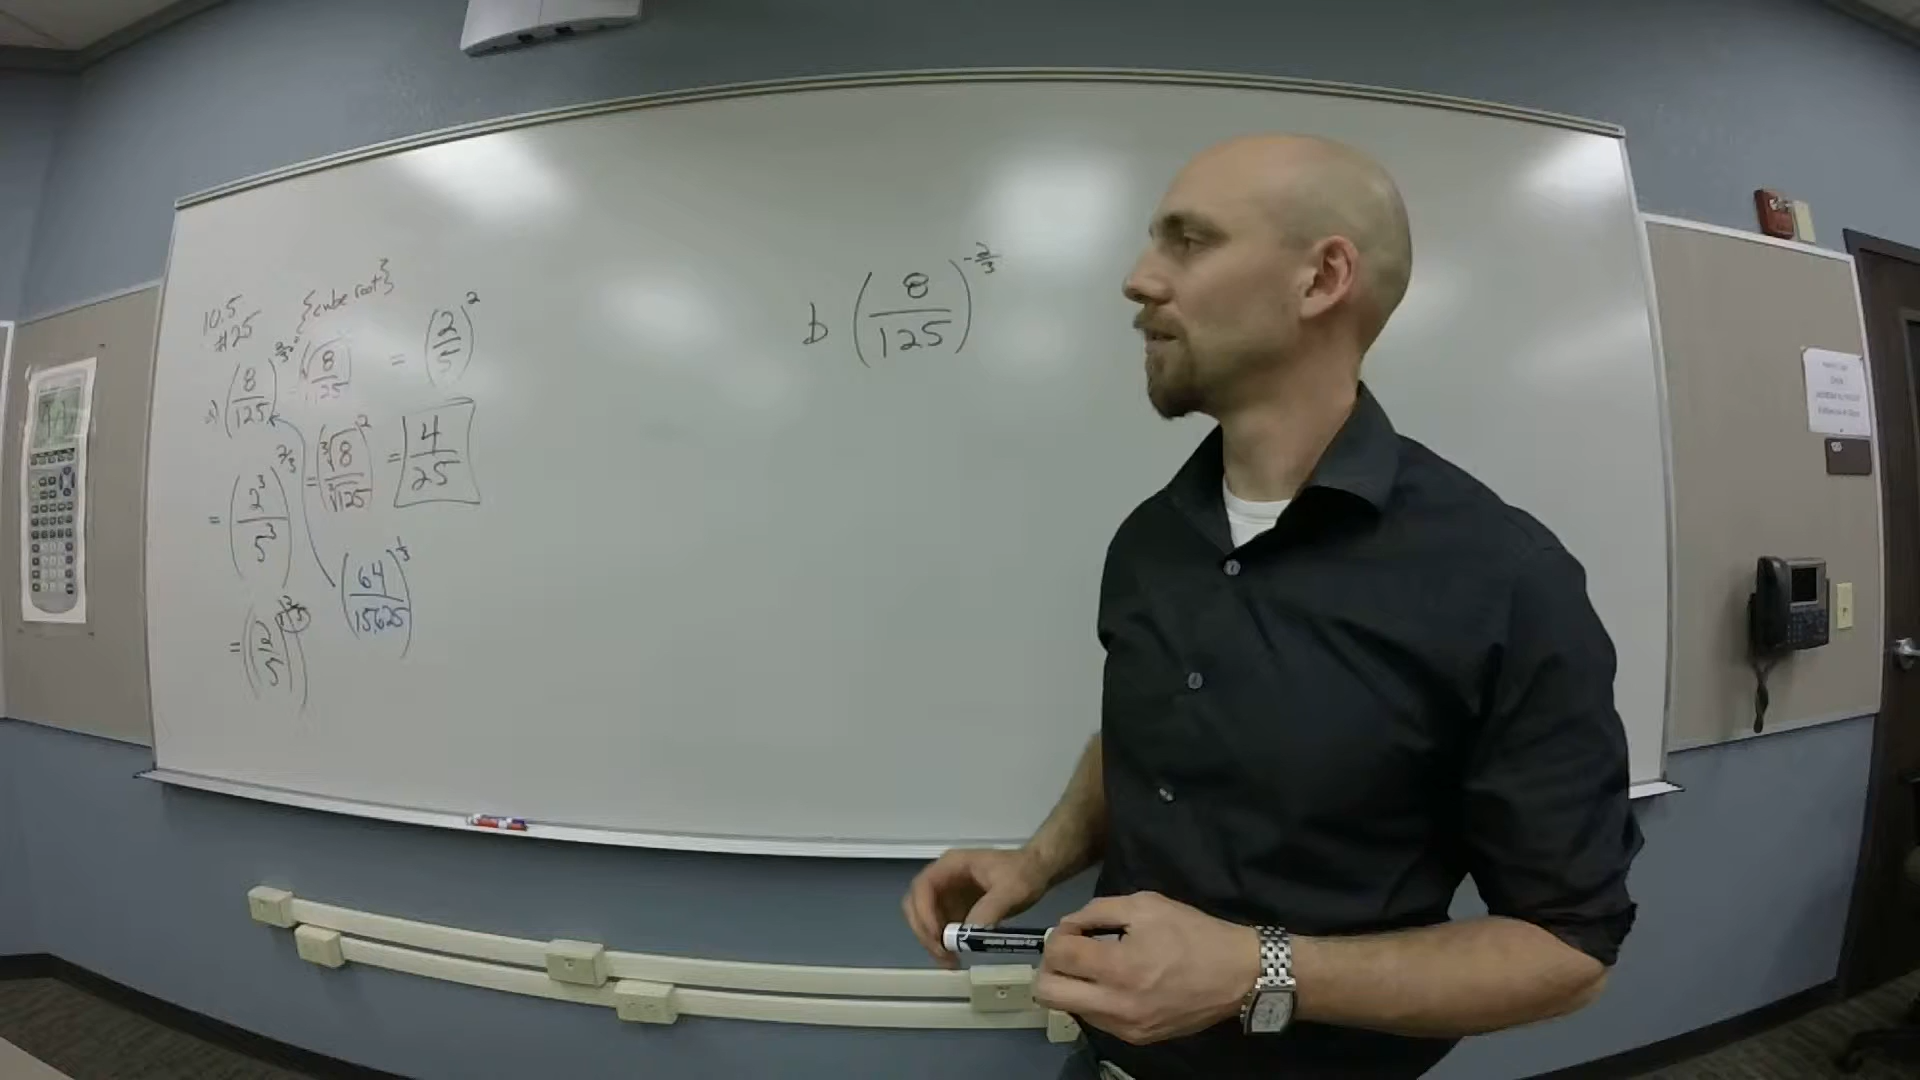 10.5
#25
{cube root}
a) (8/125)^2/3 = (∛8/125)^2 = (2/5)^2
= (2^3/5^3)^2/3 = (∛8/∛125)^2 = 4/25
(64/15,625)^1/3
= ((2/5)^3)^2/3
b (8/125)^-2/3